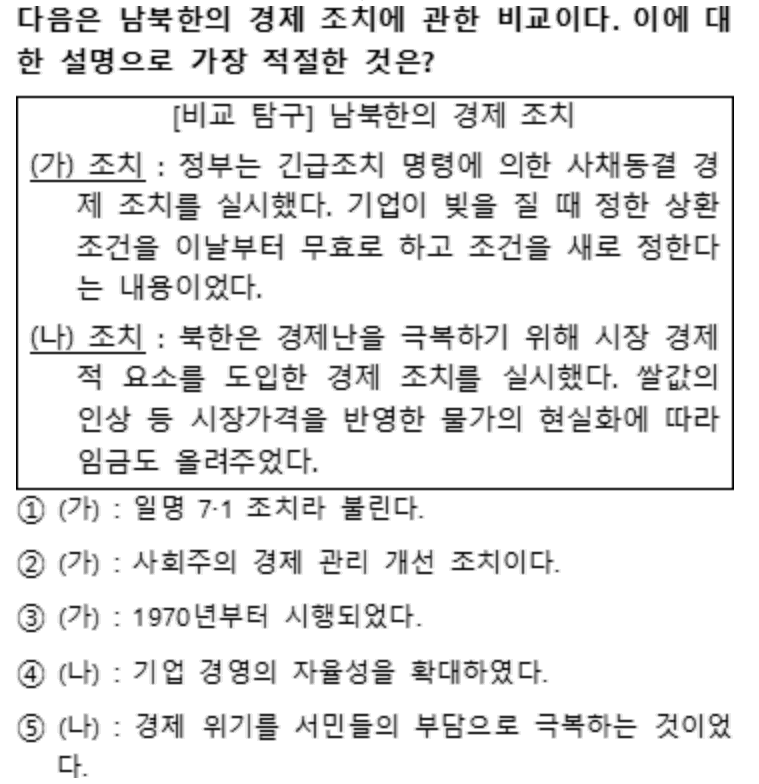 다음은 남북한의 경제 조치에 관한 비교이다. 이에 대
한 설명으로 가장 적절한 것은?
[비교 탐구] 남북한의 경제 조치
(가) 조치 : 정부는 긴급조치 명령에 의한 사채동결 경
제 조치를 실시했다. 기업이 빚을 질 때 정한 상환
조건을 이날부터 무효로 하고 조건을 새로 정한다
는 내용이었다.
(나) 조치 : 북한은 경제난을 극복하기 위해 시장 경제
적 요소를 도입한 경제 조치를 실시했다. 쌀값의
인상 등 시장가격을 반영한 물가의 현실화에 따라
임금도 올려주었다.
① (가) : 일명 7·1 조치라 불린다.
② (가) : 사회주의 경제 관리 개선 조치이다.
③ (가) : 1970년부터 시행되었다.
④ (나) : 기업 경영의 자율성을 확대하였다.
⑤ (나) : 경제 위기를 서민들의 부담으로 극복하는 것이었
다.